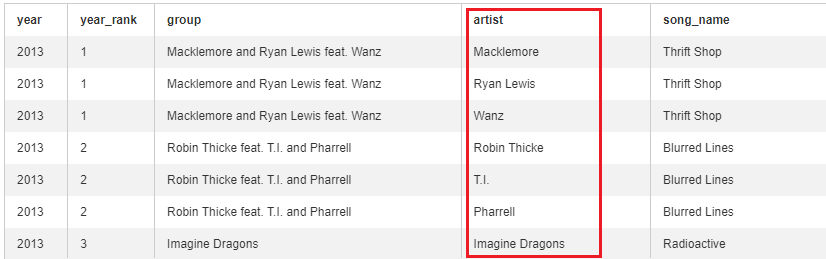 year year_rank group artist song_name
2013 1 Macklemore and Ryan Lewis feat. Wanz Macklemore Thrift Shop
2013 1 Macklemore and Ryan Lewis feat. Wanz Ryan Lewis Thrift Shop
2013 1 Macklemore and Ryan Lewis feat. Wanz Wanz Thrift Shop
2013 2 Robin Thicke feat. T.I. and Pharrell Robin Thicke Blurred Lines
2013 2 Robin Thicke feat. T.I. and Pharrell T.I. Blurred Lines
2013 2 Robin Thicke feat. T.I. and Pharrell Pharrell Blurred Lines
2013 3 Imagine Dragons Imagine Dragons Radioactive